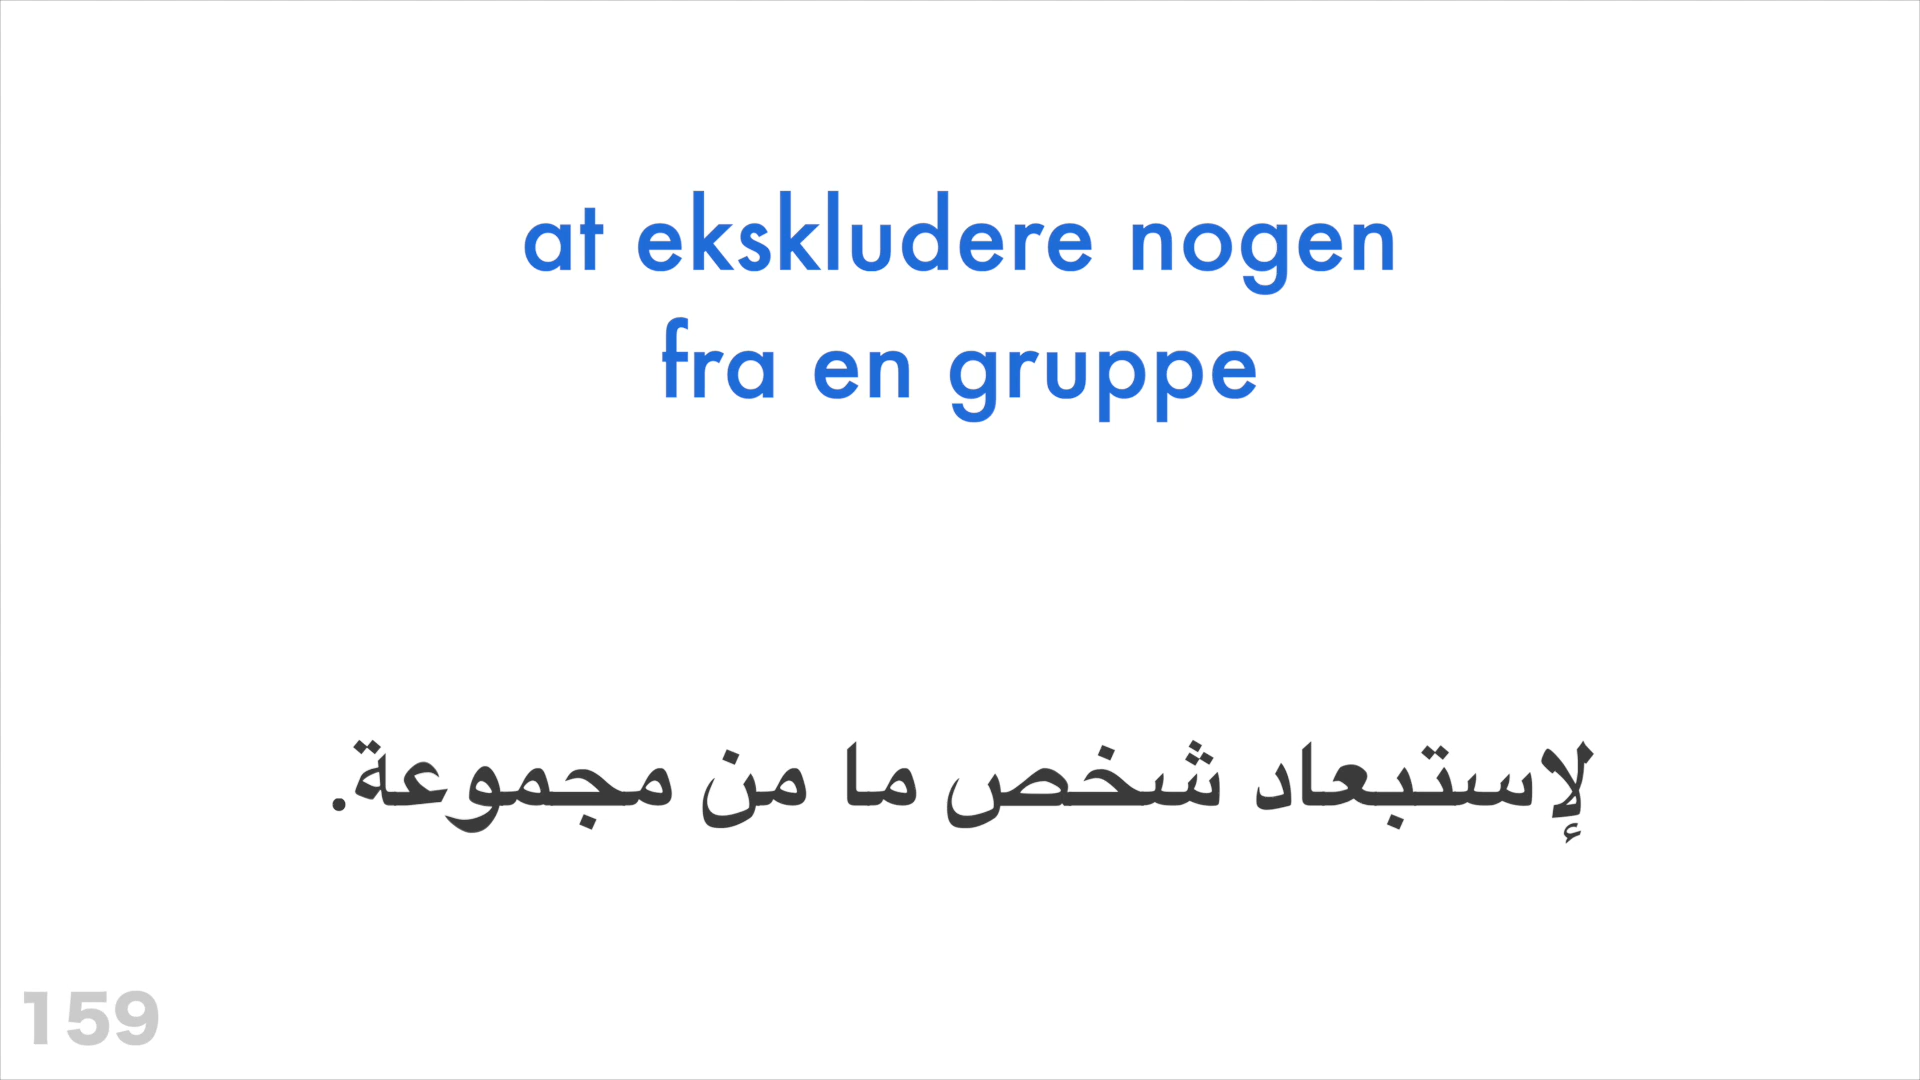 at ekskludere nogen
fra en gruppe
لإستبعاد شخص ما من مجموعة.
159